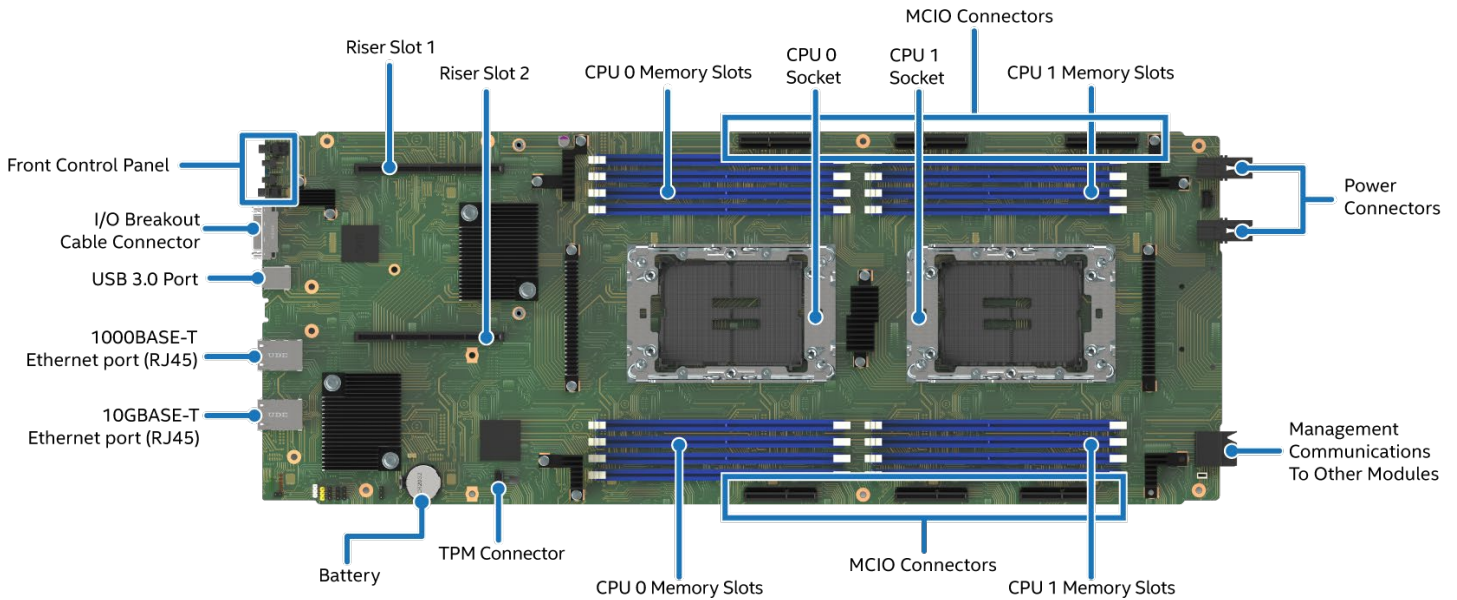 MCIO Connectors
Riser Slot 1
Riser Slot 2
CPU 0 Memory Slots
CPU 0
Socket
CPU 1
Socket
CPU 1 Memory Slots
Front Control Panel
I/O Breakout
Cable Connector
USB 3.0 Port
1000BASE-T
Ethernet port (RJ45)
UDE
10GBASE-T
Ethernet port (RJ45)
UDE
Power
Connectors
Management
Communications
To Other Modules
Battery
TPM Connector
CPU 0 Memory Slots
MCIO Connectors
CPU 1 Memory Slots